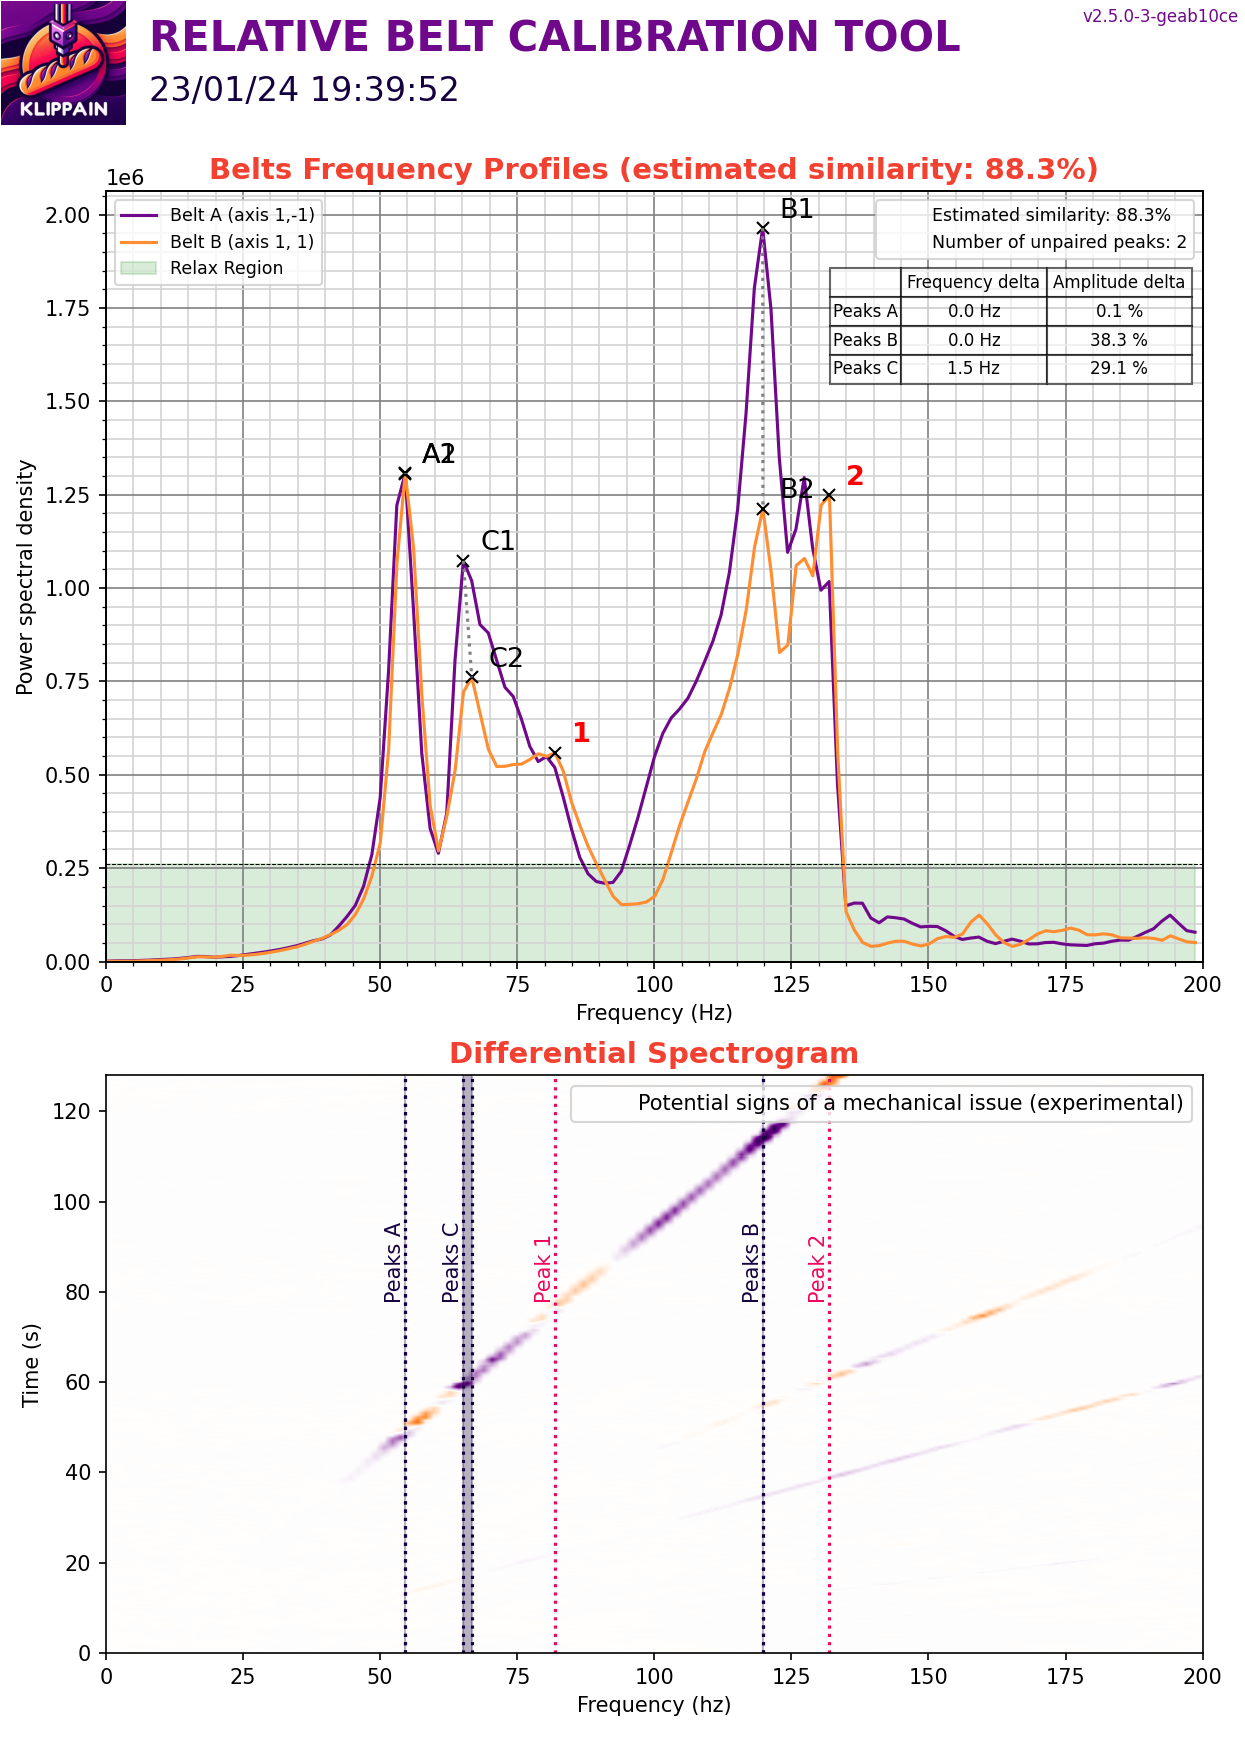 KLIPPAIN
RELATIVE BELT CALIBRATION TOOL
v2.5.0-3-geab10ce
23/01/24 19:39:52
Belts Frequency Profiles (estimated similarity: 88.3%)
1e6
Belt A (axis 1,-1)
Belt B (axis 1, 1)
Relax Region
Estimated similarity: 88.3%
Number of unpaired peaks: 2
Frequency delta Amplitude delta
Peaks A 0.0 Hz 0.1 %
Peaks B 0.0 Hz 38.3 %
Peaks C 1.5 Hz 29.1 %
B1
A1
A2
B2
2
C1
C2
1
2.00
1.75
1.50
1.25
1.00
0.75
0.50
0.25
0.00
Power spectral density
0 25 50 75 100 125 150 175 200
Frequency (Hz)
Differential Spectrogram
Potential signs of a mechanical issue (experimental)
Peaks A
Peaks C
Peak 1
Peaks B
Peak 2
120
100
80
60
40
20
0
Time (s)
0 25 50 75 100 125 150 175 200
Frequency (hz)